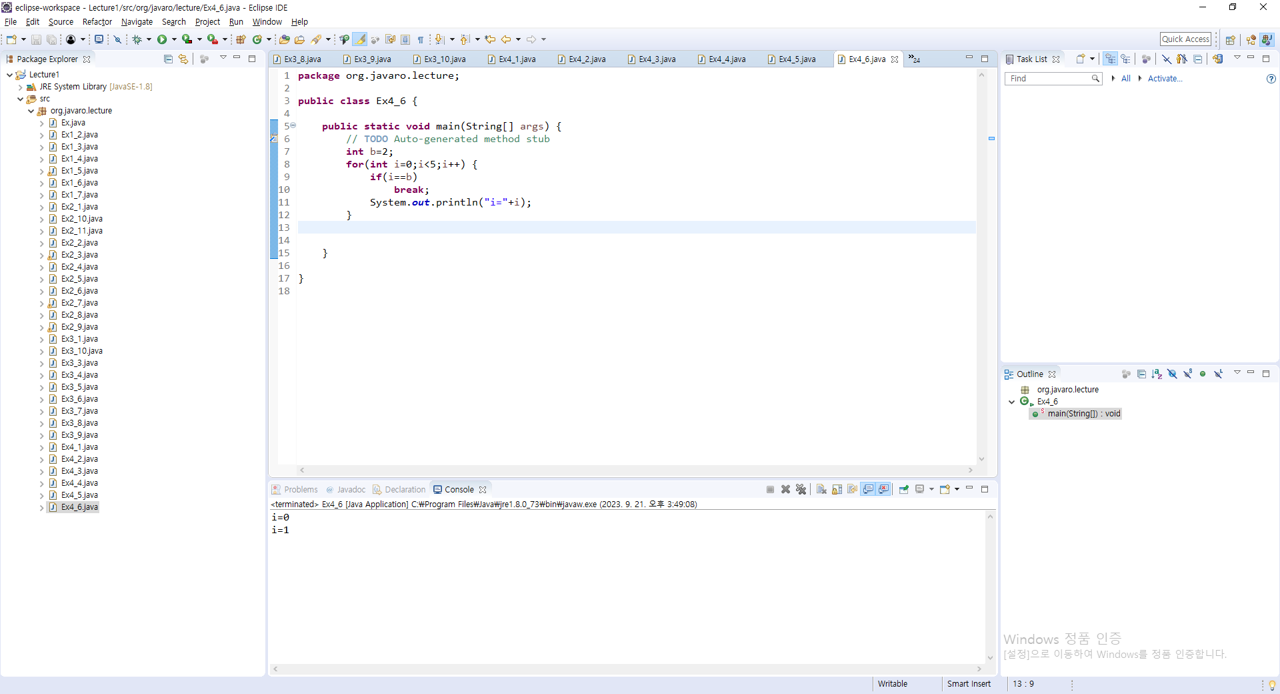 eclipse-workspace - Lecture1/src/org/javaro/lecture/Ex4_6.java - Eclipse IDE
File Edit Source Refactor Navigate Search Project Run Window Help
Quick Access
Package Explorer
Lecture1
JRE System Library [JavaSE-1.8]
src
org.javaro.lecture
Ex.java
Ex1_2.java
Ex1_3.java
Ex1_4.java
Ex1_5.java
Ex1_6.java
Ex1_7.java
Ex2_1.java
Ex2_10.java
Ex2_11.java
Ex2_2.java
Ex2_3.java
Ex2_4.java
Ex2_5.java
Ex2_6.java
Ex2_7.java
Ex2_8.java
Ex2_9.java
Ex3_1.java
Ex3_10.java
Ex3_3.java
Ex3_4.java
Ex3_5.java
Ex3_6.java
Ex3_7.java
Ex3_8.java
Ex3_9.java
Ex4_1.java
Ex4_2.java
Ex4_3.java
Ex4_4.java
Ex4_5.java
Ex4_6.java
Ex3_8.java Ex3_9.java Ex3_10.java Ex4_1.java Ex4_2.java Ex4_3.java Ex4_4.java Ex4_5.java Ex4_6.java »24
1 package org.javaro.lecture;
2
3 public class Ex4_6 {
4
5 public static void main(String[] args) {
6 // TODO Auto-generated method stub
7 int b=2;
8 for(int i=0;i<5;i++) {
9 if(i==b)
10 break;
11 System.out.println("i="+i);
12 }
13
14
15 }
16
17 }
18
Problems Javadoc Declaration Console
<terminated> Ex4_6 [Java Application] C:₩Program Files₩Java₩jre1.8.0_73₩bin₩javaw.exe (2023. 9. 21. 오후 3:49:08)
i=0
i=1
Task List
Find All Activate...
Outline
org.javaro.lecture
Ex4_6
main(String[]) : void
Windows 정품 인증
[설정]으로 이동하여 Windows를 정품 인증합니다.
Writable Smart Insert 13 : 9